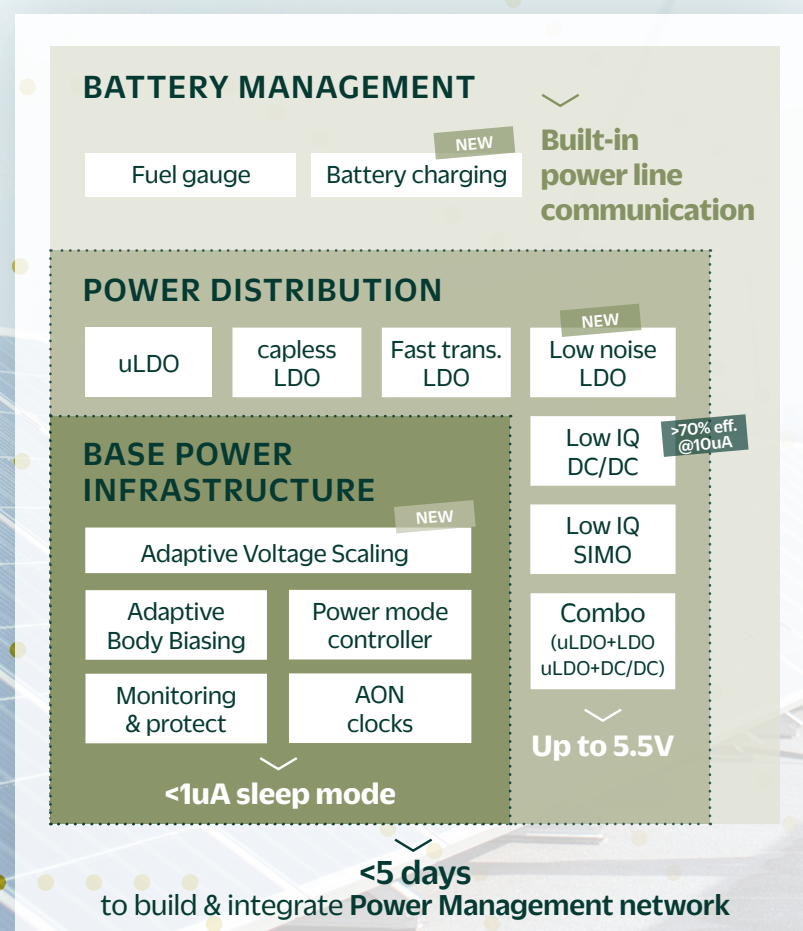 BATTERY MANAGEMENT
Fuel gauge
NEW
Battery charging
Built-in
power line
communication
POWER DISTRIBUTION
uLDO
capless
LDO
Fast trans.
LDO
NEW
Low noise
LDO
Low IQ
DC/DC
>70% eff.
@10uA
Low IQ
SIMO
Combo
(uLDO+LDO
uLDO+DC/DC)
Up to 5.5V
BASE POWER
INFRASTRUCTURE
NEW
Adaptive Voltage Scaling
Adaptive
Body Biasing
Power mode
controller
Monitoring
& protect
AON
clocks
<1uA sleep mode
<5 days
to build & integrate Power Management network